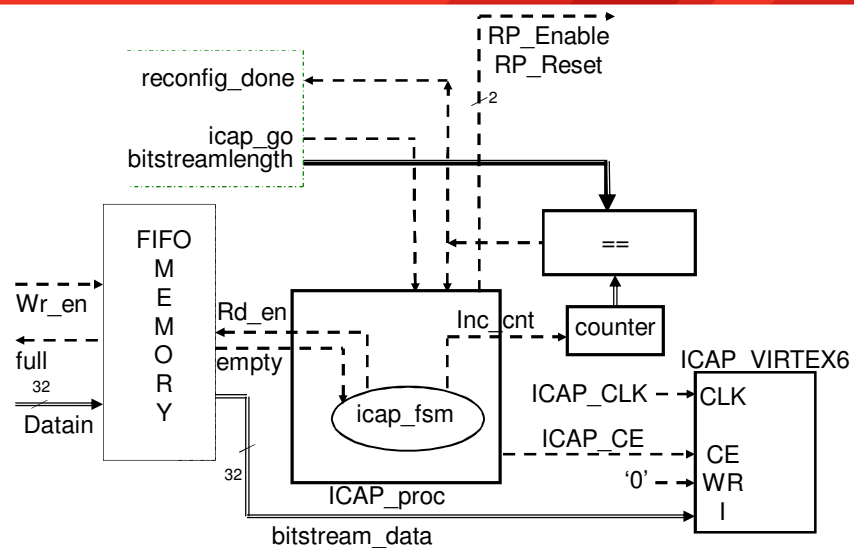 RP_Enable
RP_Reset
2
reconfig_done
icap_go
bitstreamlength
FIFO
M
E
M
O
R
Y
Wr_en
full
32
Datain
Rd_en
empty
Inc_cnt
==
counter
icap_fsm
ICAP_proc
32
bitstream_data
ICAP_VIRTEX6
ICAP_CLK
CLK
ICAP_CE
CE
‘0’
WR
I